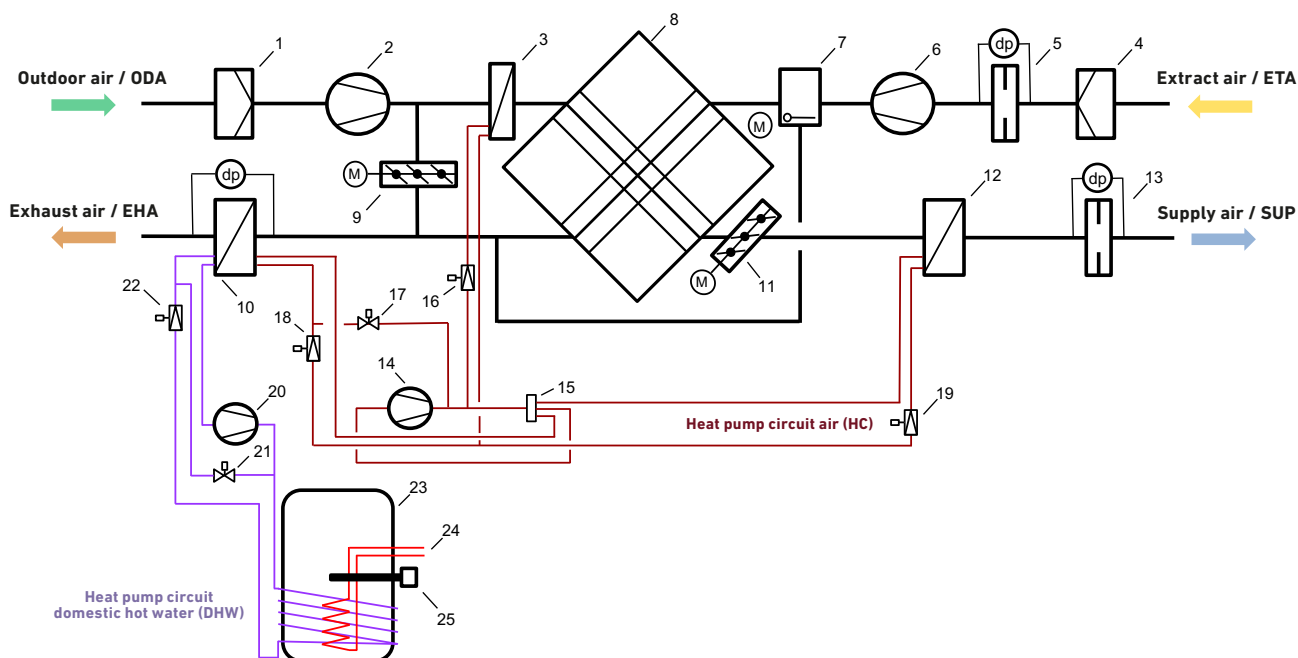 1
2
3
8
7
6
dp
5
4
Outdoor air / ODA
Extract air / ETA
M
dp
M
9
12
dp
13
Exhaust air / EHA
Supply air / SUP
M
11
22
10
16
17
18
14
15
19
Heat pump circuit air (HC)
20
21
23
24
25
Heat pump circuit
domestic hot water (DHW)